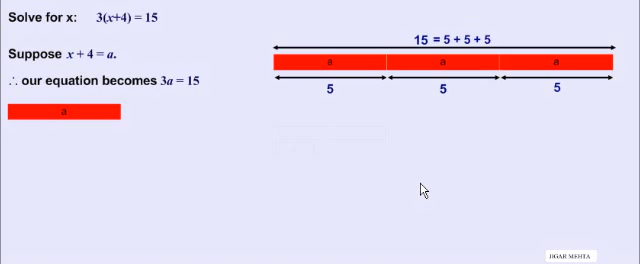 Solve for x: 3(x+4) = 15
Suppose x + 4 = a.
∴ our equation becomes 3a = 15
a
15 = 5 + 5 + 5
a a a
5 5 5
JIGAR MEHTA